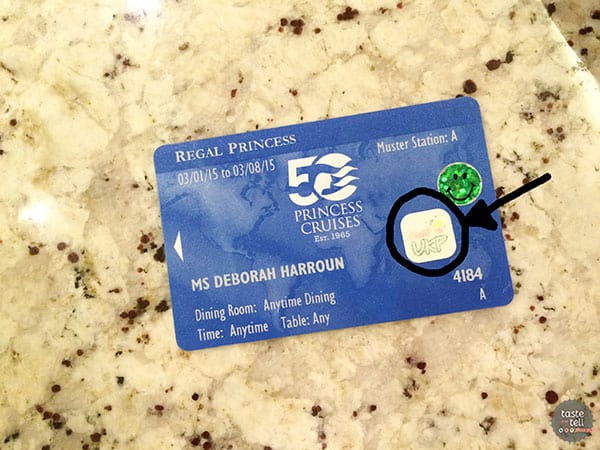 REGAL PRINCESS
Muster Station: A
03/01/15 to 03/08/15
50
PRINCESS
CRUISES
EST. 1965
UKP
MS DEBORAH HARROUN
4184
Dining Room: Anytime Dining
A
Time: Anytime Table: Any
taste
tell